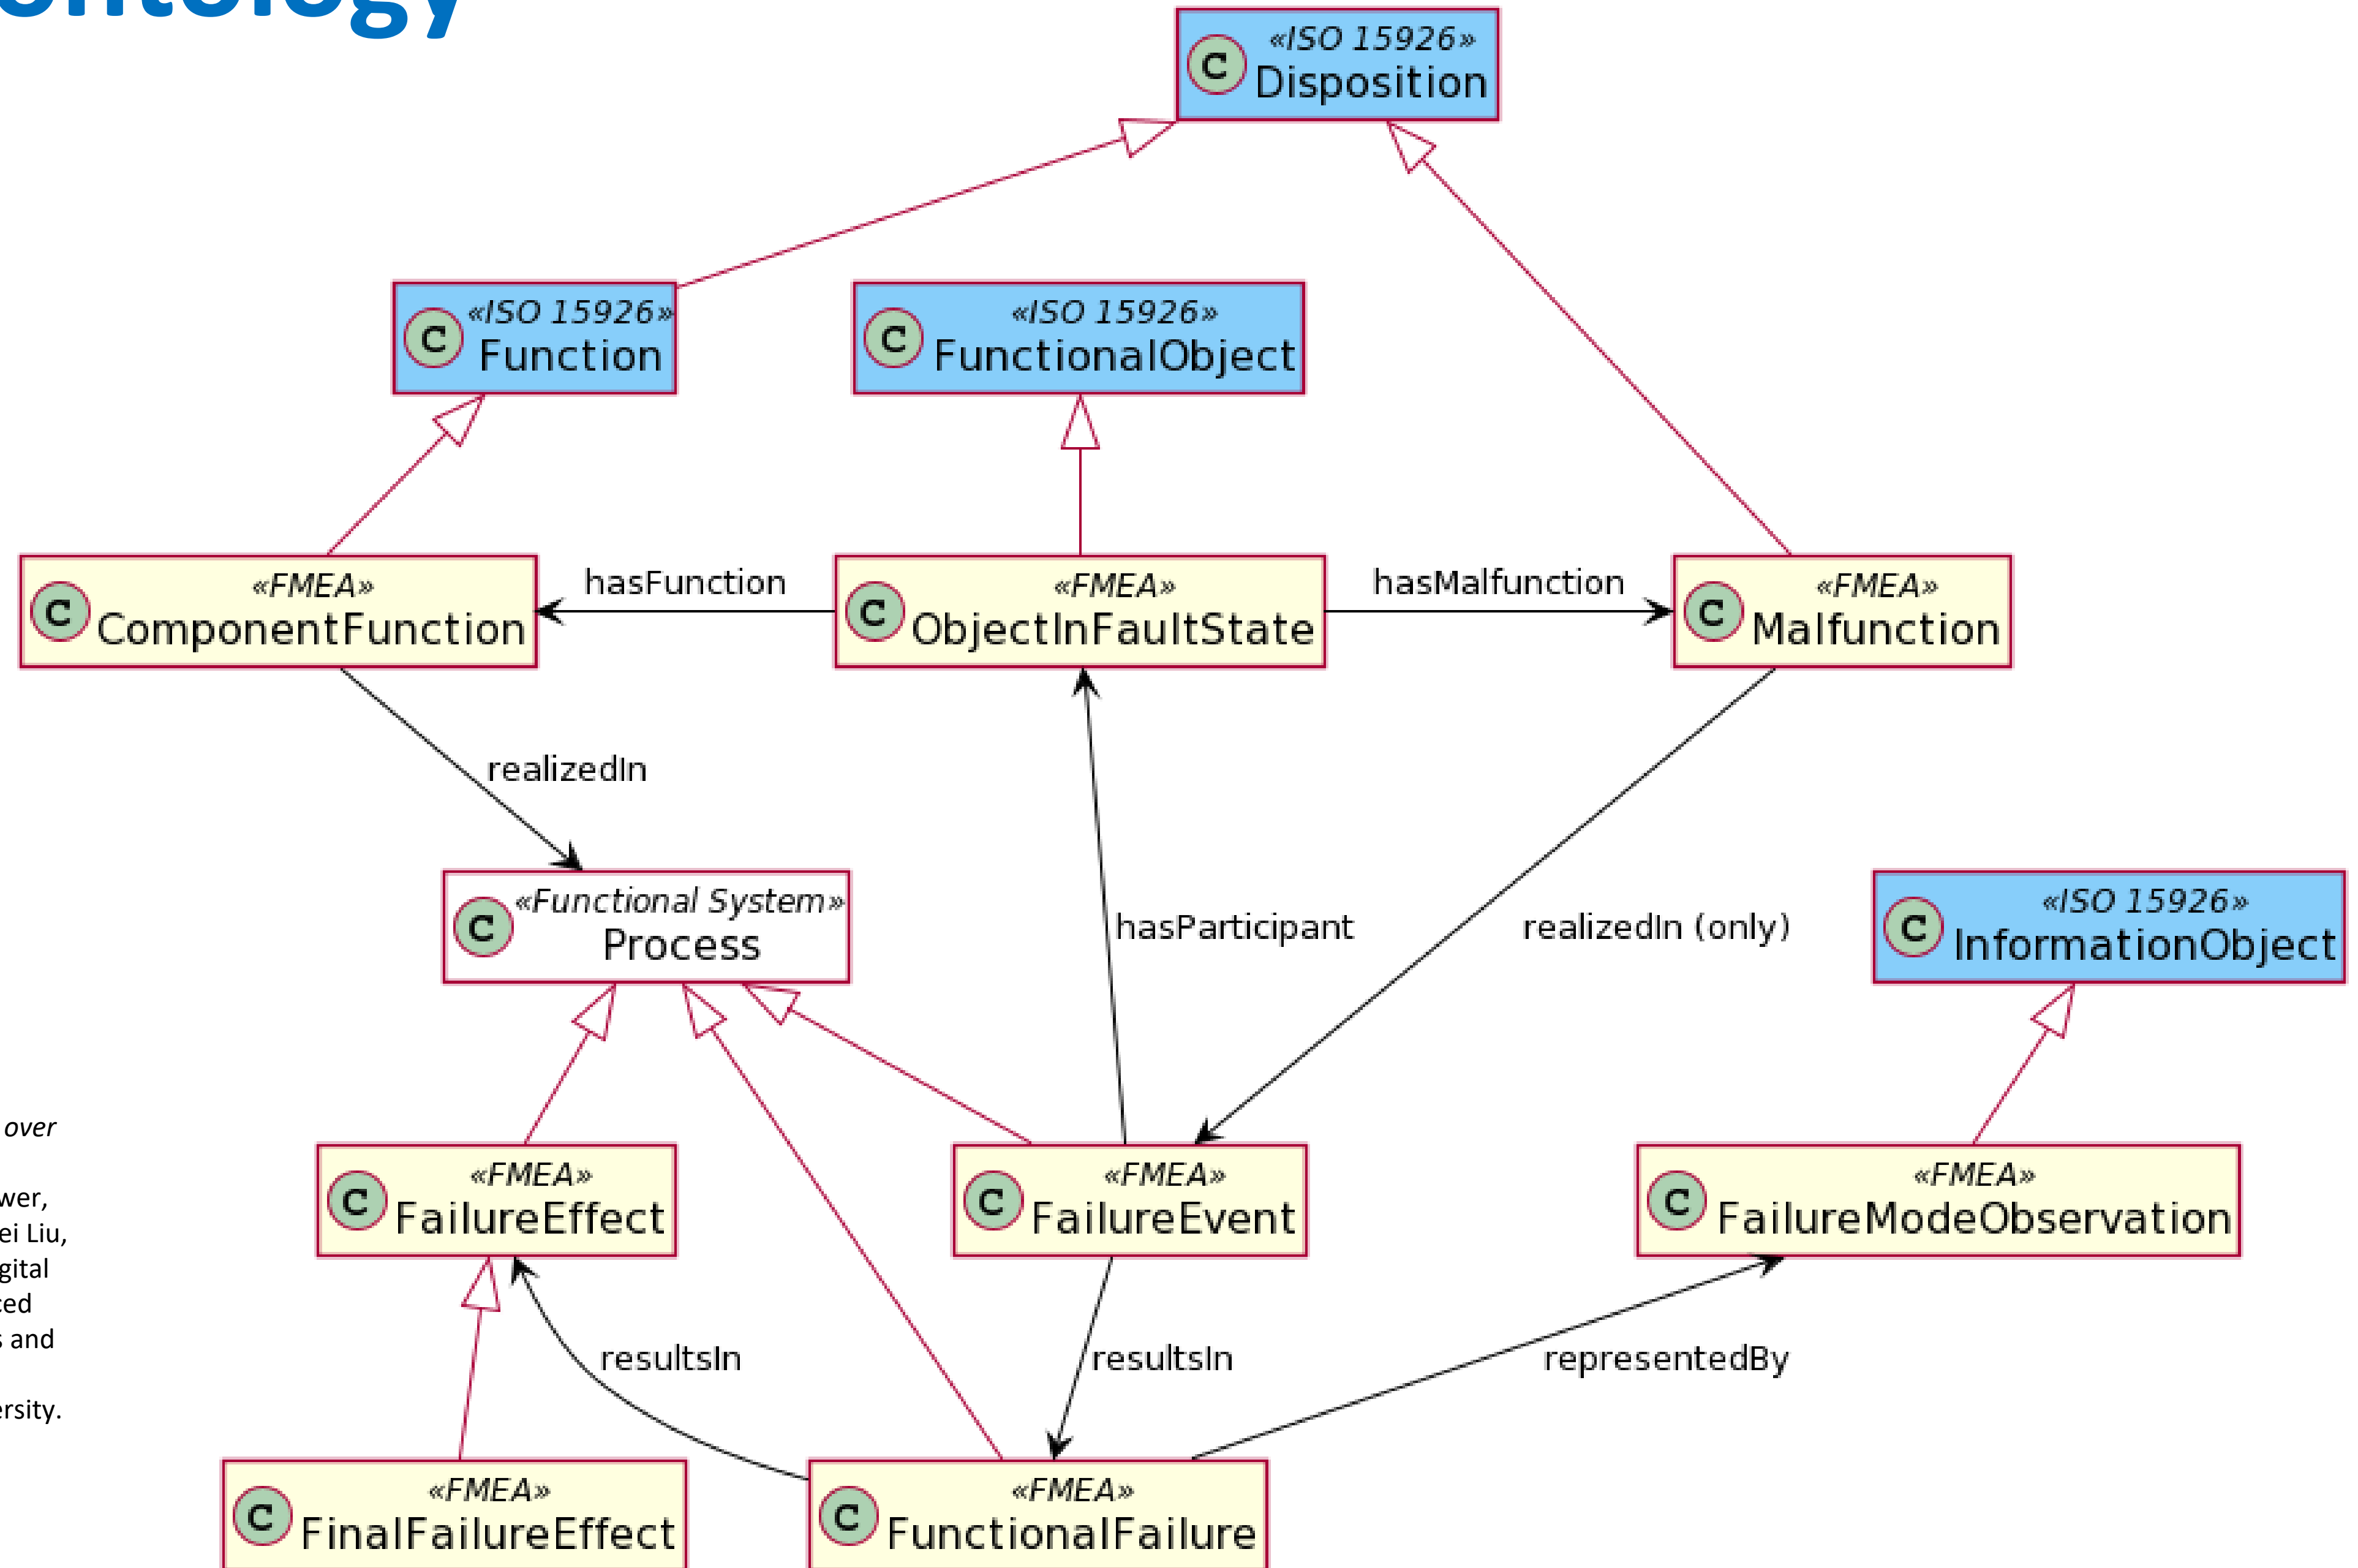 ontology
«ISO 15926»
C Disposition
«ISO 15926»
C Function
«ISO 15926»
C FunctionalObject
«FMEA»
C ComponentFunction
hasFunction
«FMEA»
C ObjectInFaultState
hasMalfunction
«FMEA»
C Malfunction
realizedIn
«Functional System»
C Process
hasParticipant
realizedIn (only)
«ISO 15926»
C InformationObject
over
wer,
ei Liu,
gital
ced
s and
ersity.
«FMEA»
C FailureEffect
«FMEA»
C FailureEvent
«FMEA»
C FailureModeObservation
resultsIn
resultsIn
representedBy
«FMEA»
C FinalFailureEffect
«FMEA»
C FunctionalFailure